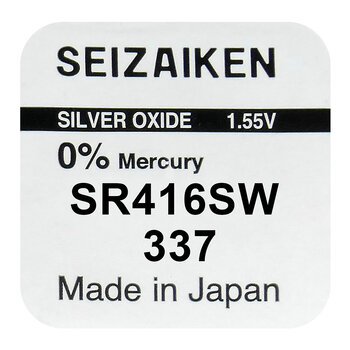 SEIZAIKEN
SILVER OXIDE 1.55V
0% Mercury
SR416SW
337
Made in Japan